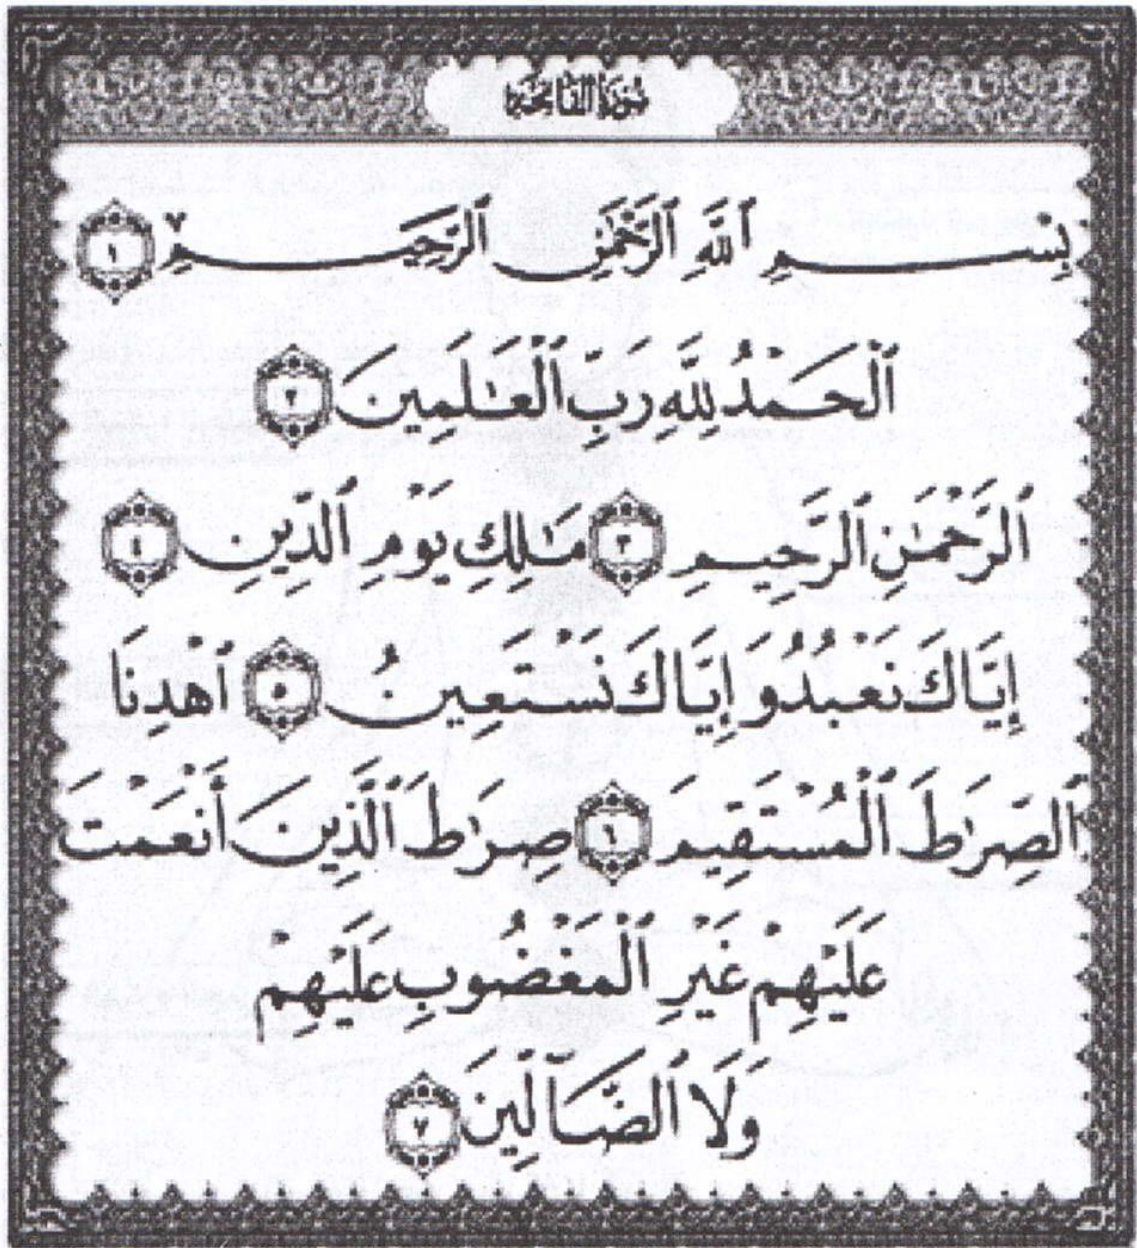 سورة الفاتحة
بِسْمِ ٱللَّهِ ٱلرَّحْمَٰنِ ٱلرَّحِيمِ ١
ٱلْحَمْدُ لِلَّهِ رَبِّ ٱلْعَٰلَمِينَ ٢
ٱلرَّحْمَٰنِ ٱلرَّحِيمِ ٣ مَٰلِكِ يَوْمِ ٱلدِّينِ ٤
إِيَّاكَ نَعْبُدُ وَإِيَّاكَ نَسْتَعِينُ ٥ ٱهْدِنَا
ٱلصِّرَٰطَ ٱلْمُسْتَقِيمَ ٦ صِرَٰطَ ٱلَّذِينَ أَنْعَمْتَ
عَلَيْهِمْ غَيْرِ ٱلْمَغْضُوبِ عَلَيْهِمْ
وَلَا ٱلضَّآلِّينَ ٧